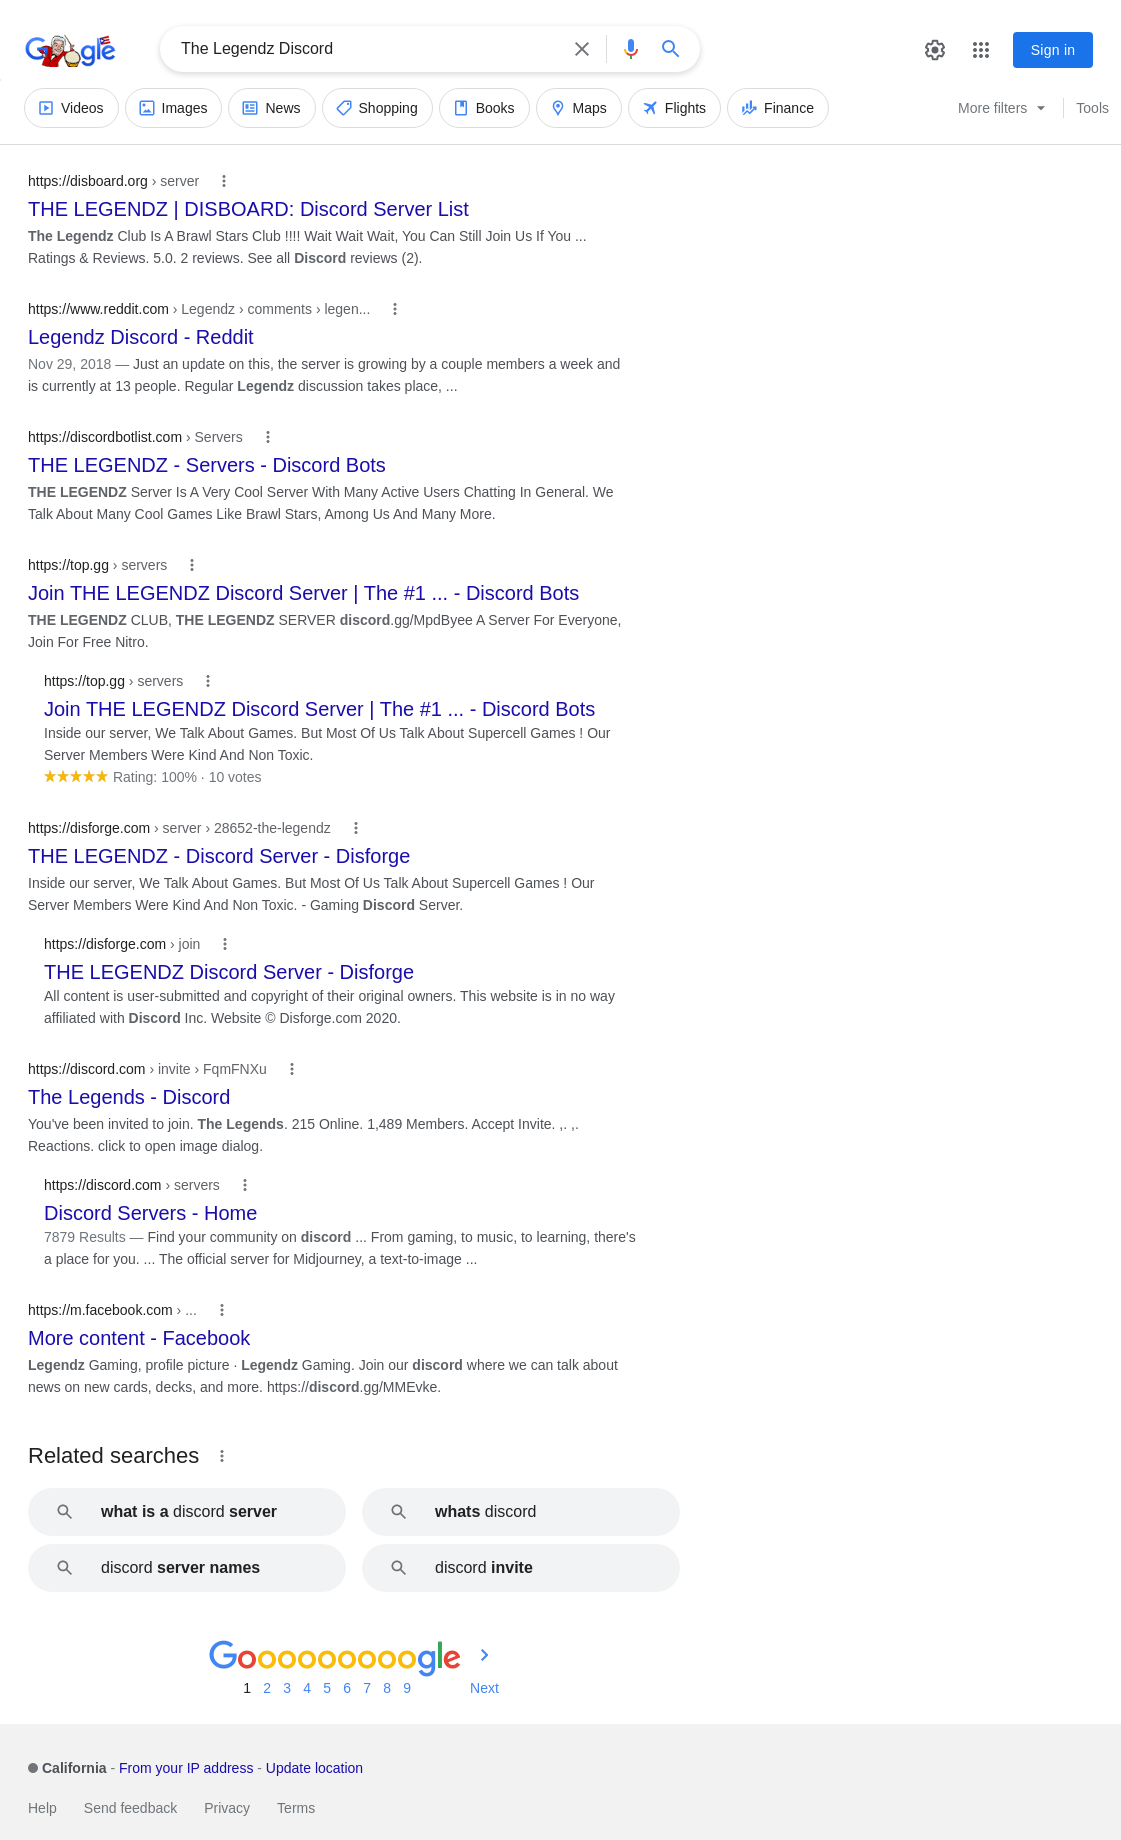 Google
The Legendz Discord
Sign in
Videos Images News Shopping Books Maps Flights Finance More filters Tools
https://disboard.org › server
THE LEGENDZ | DISBOARD: Discord Server List
The Legendz Club Is A Brawl Stars Club !!!! Wait Wait Wait, You Can Still Join Us If You ...
Ratings & Reviews. 5.0. 2 reviews. See all Discord reviews (2).
https://www.reddit.com › Legendz › comments › legen...
Legendz Discord - Reddit
Nov 29, 2018 — Just an update on this, the server is growing by a couple members a week and
is currently at 13 people. Regular Legendz discussion takes place, ...
https://discordbotlist.com › Servers
THE LEGENDZ - Servers - Discord Bots
THE LEGENDZ Server Is A Very Cool Server With Many Active Users Chatting In General. We
Talk About Many Cool Games Like Brawl Stars, Among Us And Many More.
https://top.gg › servers
Join THE LEGENDZ Discord Server | The #1 ... - Discord Bots
THE LEGENDZ CLUB, THE LEGENDZ SERVER discord.gg/MpdByee A Server For Everyone,
Join For Free Nitro.
https://top.gg › servers
Join THE LEGENDZ Discord Server | The #1 ... - Discord Bots
Inside our server, We Talk About Games. But Most Of Us Talk About Supercell Games ! Our
Server Members Were Kind And Non Toxic.
Rating: 100% · 10 votes
https://disforge.com › server › 28652-the-legendz
THE LEGENDZ - Discord Server - Disforge
Inside our server, We Talk About Games. But Most Of Us Talk About Supercell Games ! Our
Server Members Were Kind And Non Toxic. - Gaming Discord Server.
https://disforge.com › join
THE LEGENDZ Discord Server - Disforge
All content is user-submitted and copyright of their original owners. This website is in no way
affiliated with Discord Inc. Website © Disforge.com 2020.
https://discord.com › invite › FqmFNXu
The Legends - Discord
You've been invited to join. The Legends. 215 Online. 1,489 Members. Accept Invite. ,. ,.
Reactions. click to open image dialog.
https://discord.com › servers
Discord Servers - Home
7879 Results — Find your community on discord ... From gaming, to music, to learning, there's
a place for you. ... The official server for Midjourney, a text-to-image ...
https://m.facebook.com › ...
More content - Facebook
Legendz Gaming, profile picture · Legendz Gaming. Join our discord where we can talk about
news on new cards, decks, and more. https://discord.gg/MMEvke.
Related searches
what is a discord server
whats discord
discord server names
discord invite
Gooooooooogle
1 2 3 4 5 6 7 8 9 Next
California - From your IP address - Update location
Help Send feedback Privacy Terms